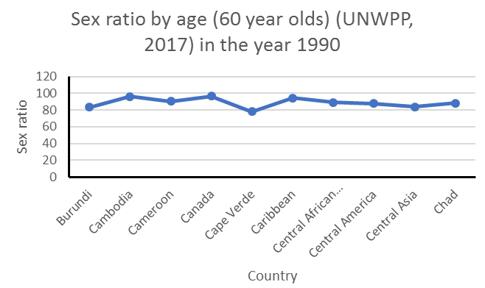 Sex ratio by age (60 year olds) (UNWPP,
2017) in the year 1990
120
100
80
60
40
20
0
Sex ratio
Burundi
Cambodia
Cameroon
Canada
Cape Verde
Caribbean
Central African...
Central America
Central Asia
Chad
Country